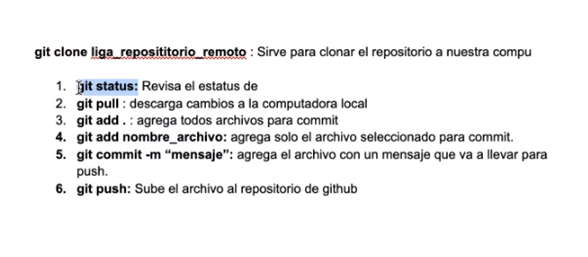 git clone liga_reposititorio_remoto : Sirve para clonar el repositorio a nuestra compu
1. git status: Revisa el estatus de
2. git pull : descarga cambios a la computadora local
3. git add . : agrega todos archivos para commit
4. git add nombre_archivo: agrega solo el archivo seleccionado para commit.
5. git commit -m “mensaje”: agrega el archivo con un mensaje que va a llevar para
push.
6. git push: Sube el archivo al repositorio de github